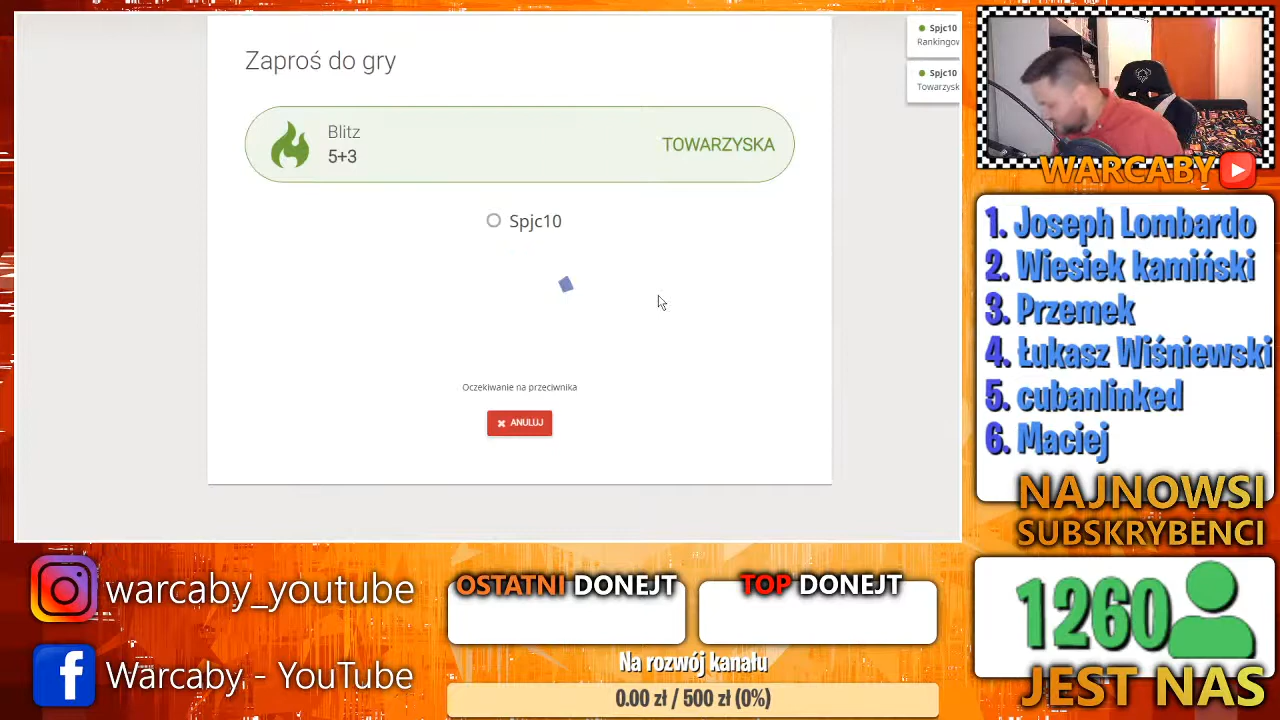 Zaproś do gry
Blitz
5+3
TOWARZYSKA
Spjc10
Oczekiwanie na przeciwnika
ANULUJ
Spjc10
Rankingow
Spjc10
Towarzysk
WARCABY
1. Joseph Lombardo
2. Wiesiek kamiński
3. Przemek
4. Łukasz Wiśniewski
5. cubanlinked
6. Maciej
NAJNOWSI
SUBSKRYBENCI
1260
JEST NAS
warcaby_youtube
Warcaby - YouTube
OSTATNI DONEJT
TOP DONEJT
Na rozwój kanału
0.00 zł / 500 zł (0%)